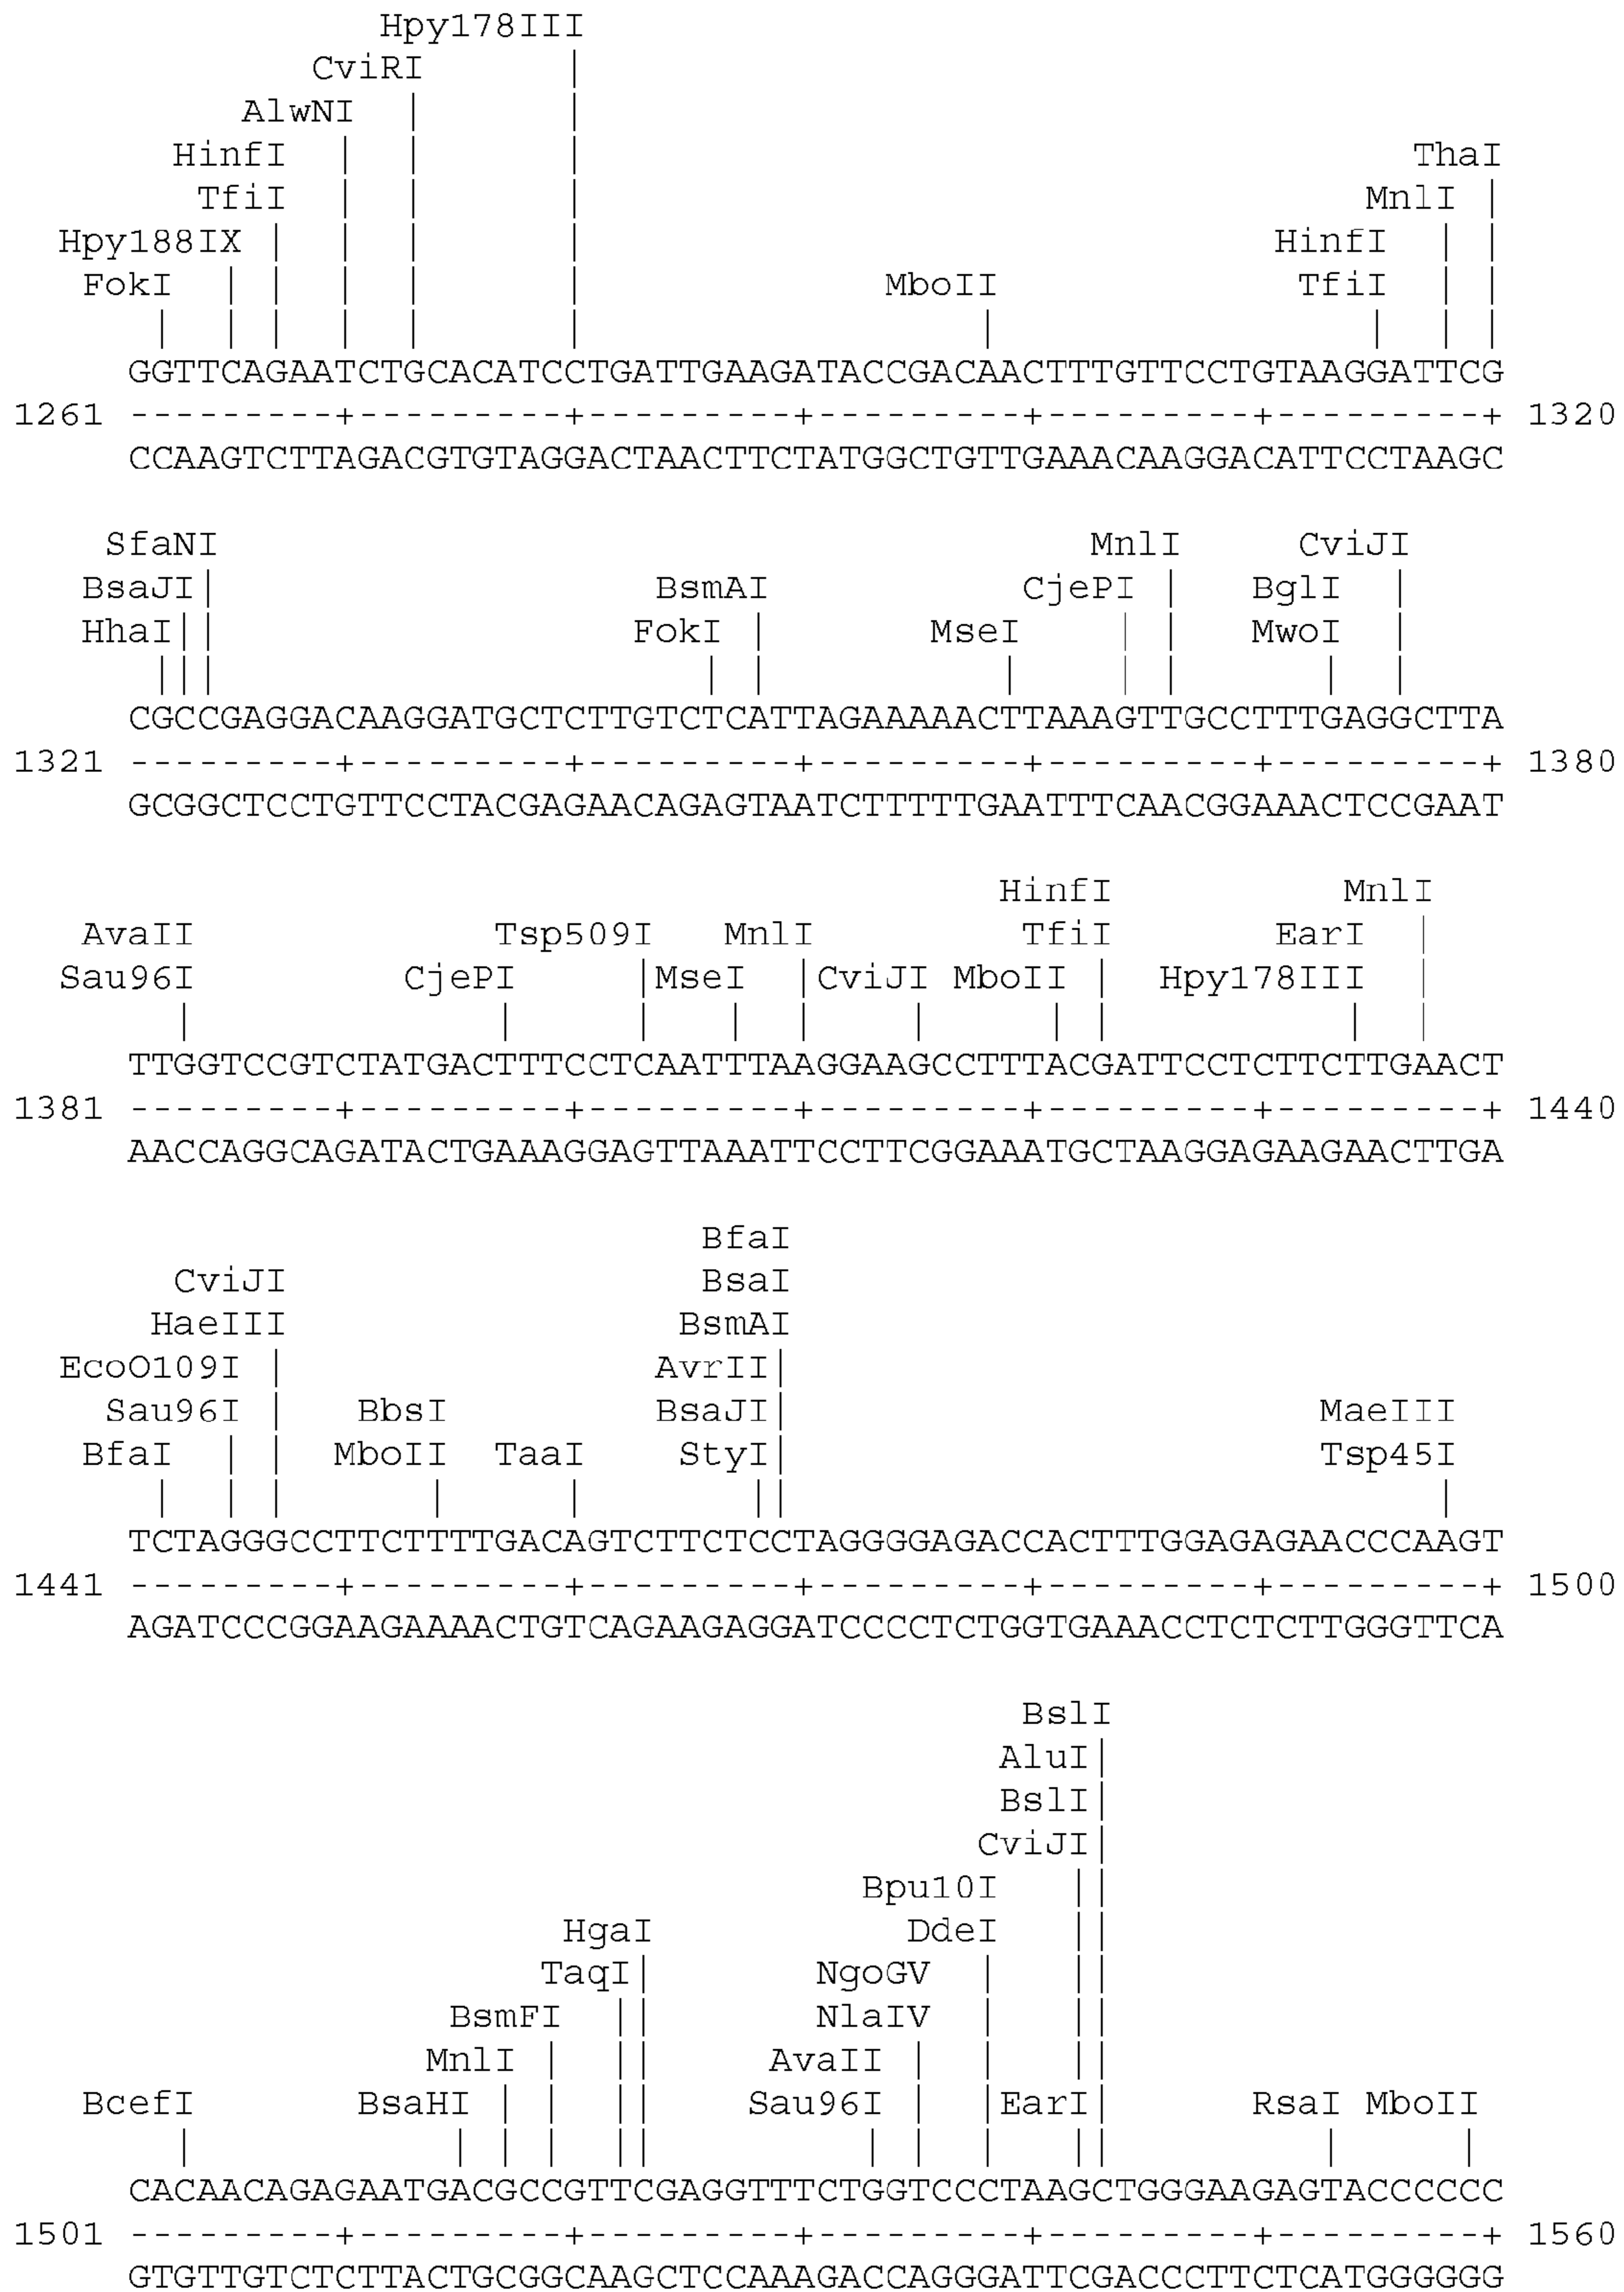 Hpy178III
CviRI
AlwNI
HinfI ThaI
TfiI MnlI
Hpy188IX HinfI
FokI MboII TfiI
GGTTCAGAATCTGCACATCCTGATTGAAGATACCGACAACTTTGTTCCTGTAAGGATTCG
1261 ---------+---------+---------+---------+---------+---------+ 1320
CCAAGTCTTAGACGTGTAGGACTAACTTCTATGGCTGTTGAAACAAGGACATTCCTAAGC
SfaNI MnlI CviJI
BsaJI BsmAI CjePI BglI
HhaI FokI MseI MwoI
CGCCGAGGACAAGGATGCTCTTGTCTCATTAGAAAAACTTAAAGTTGCCTTTGAGGCTTA
1321 ---------+---------+---------+---------+---------+---------+ 1380
GCGGCTCCTGTTCCTACGAGAACAGAGTAATCTTTTTGAATTTCAACGGAAACTCCGAAT
HinfI MnlI
AvaII Tsp509I MnlI TfiI EarI
Sau96I CjePI MseI CviJI MboII Hpy178III
TTGGTCCGTCTATGACTTTCCTCAATTTAAGGAAGCCTTTACGATTCCTCTTCTTGAACT
1381 ---------+---------+---------+---------+---------+---------+ 1440
AACCAGGCAGATACTGAAAGGAGTTAAATTCCTTCGGAAATGCTAAGGAGAAGAACTTGA
BfaI
CviJI BsaI
HaeIII BsmAI
EcoO109I AvrII
Sau96I BbsI BsaJI MaeIII
BfaI MboII TaaI StyI Tsp45I
TCTAGGGCCTTCTTTTGACAGTCTTCTCCTAGGGGAGACCACTTTGGAGAGAACCCAAGT
1441 ---------+---------+---------+---------+---------+---------+ 1500
AGATCCCGGAAGAAAACTGTCAGAAGAGGATCCCCTCTGGTGAAACCTCTCTTGGGTTCA
BslI
AluI
BslI
CviJI
Bpu10I
HgaI DdeI
TaqI NgoGV
BsmFI NlaIV
MnlI AvaII
BcefI BsaHI Sau96I EarI RsaI MboII
CACAACAGAGAATGACGCCGTTCGAGGTTTCTGGTCCCTAAGCTGGGAAGAGTACCCCCC
1501 ---------+---------+---------+---------+---------+---------+ 1560
GTGTTGTCTCTTACTGCGGCAAGCTCCAAAGACCAGGGATTCGACCCTTCTCATGGGGGG